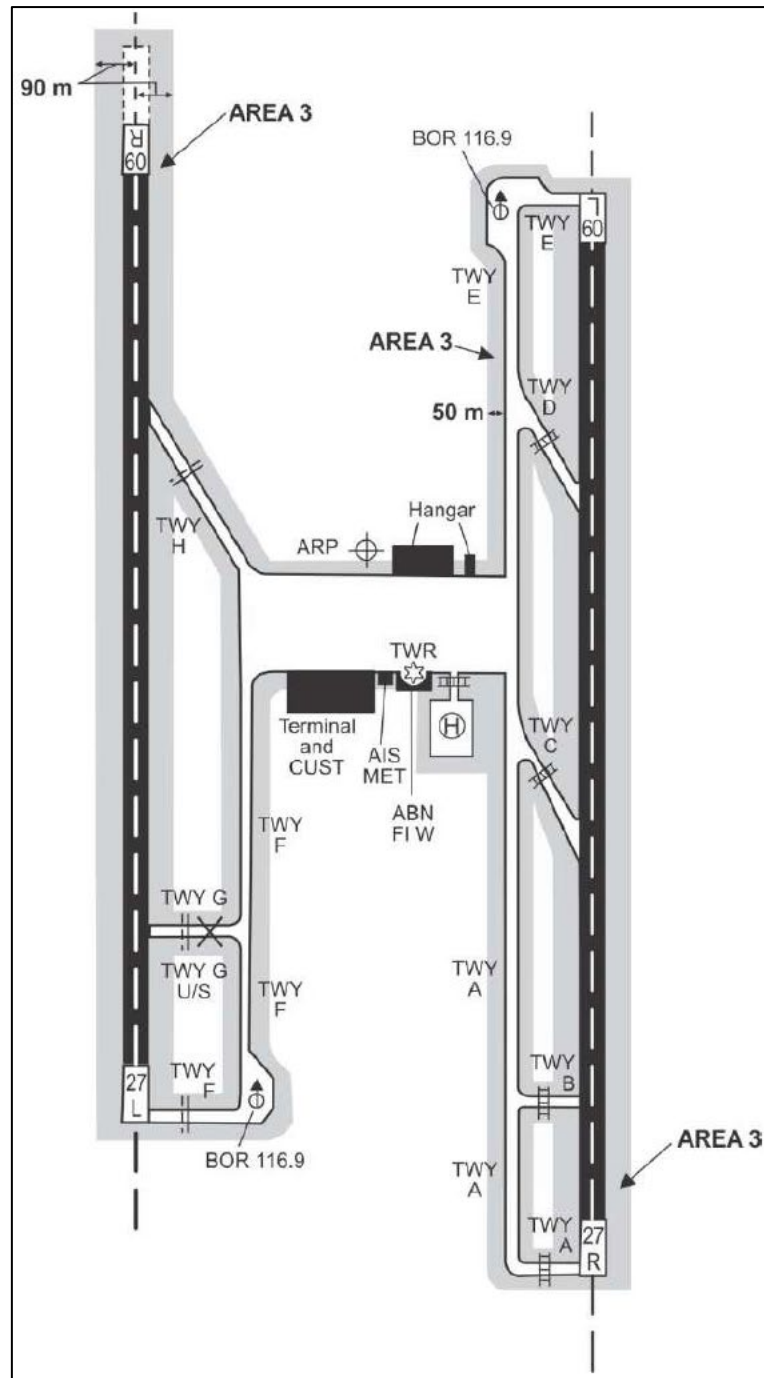 90 m
AREA 3
09
R
BOR 116.9
09
L
TWY
E
TWY
E
AREA 3
TWY
D
50 m
Hangar
ARP
TWY
H
TWR
H
Terminal
and
CUST
AIS
MET
ABN
FIW
TWY
C
TWY
F
TWY G
TWY G
U/S
TWY
F
TWY
A
TWY
F
27
L
BOR 116.9
TWY
B
TWY
A
AREA 3
TWY
A
27
R